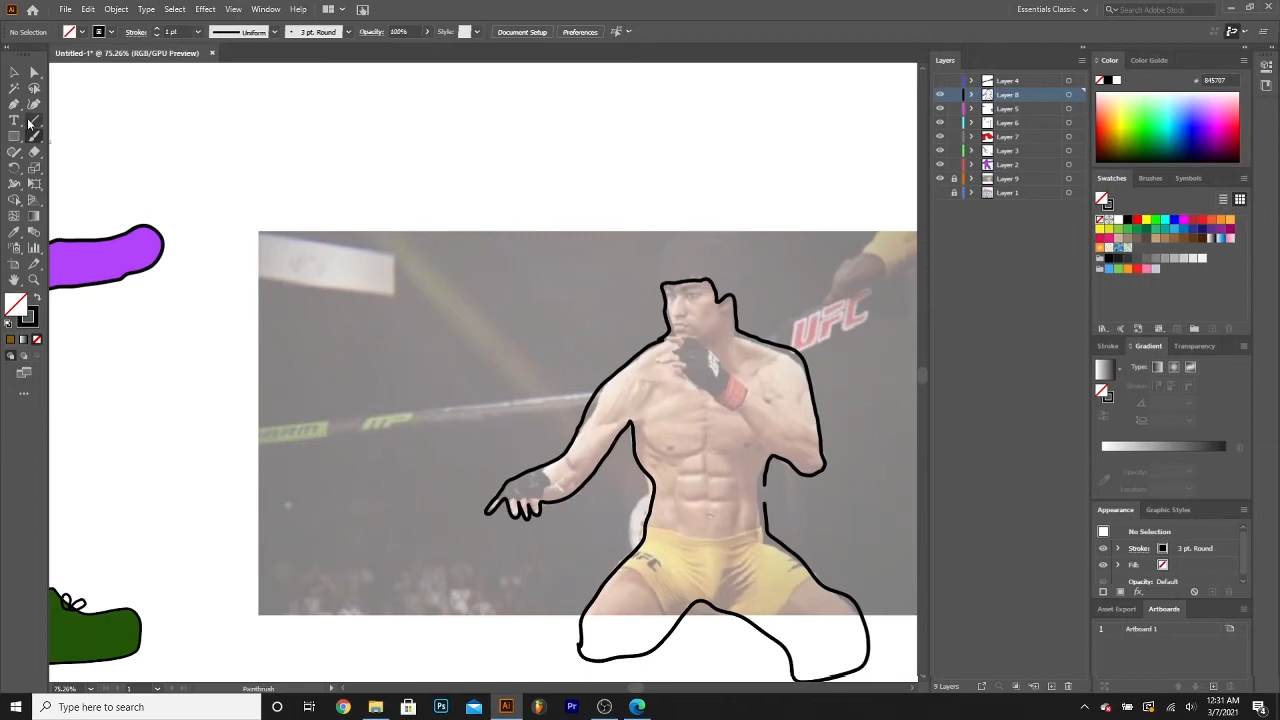 File Edit Object Type Select Effect View Window Help
Essentials Classic
Search Adobe Stock
No Selection
Stroke: 1 pt.
Uniform
3 pt. Round
Opacity: 100%
Style:
Document Setup
Preferences
Untitled-1* @ 75.26% (RGB/GPU Preview)
Layers
Layer 4
Layer 8
Layer 5
Layer 6
Layer 7
Layer 3
Layer 2
Layer 9
Layer 1
9 Layers
Color
Color Guide
# 845707
Swatches
Brushes
Symbols
Stroke
Gradient
Transparency
Type:
Stroke:
Opacity:
Location:
Appearance
Graphic Styles
No Selection
Stroke: 3 pt. Round
Fill:
Opacity: Default
fx
Asset Export
Artboards
1 Artboard 1
UFC
75.26%
1
Paintbrush
Type here to search
12:31 AM
3/7/2021